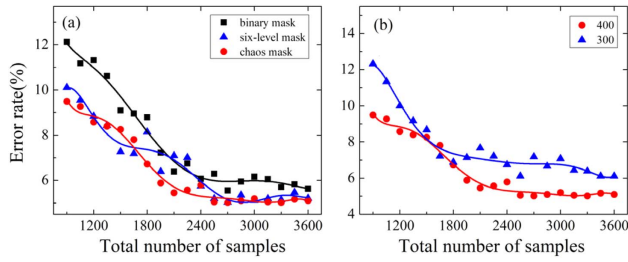 (a)
binary mask
six-level mask
chaos mask
Error rate(%)
12
10
8
6
1200 1800 2400 3000 3600
Total number of samples
(b)
400
300
14
12
10
8
6
4
1200 1800 2400 3000 3600
Total number of samples